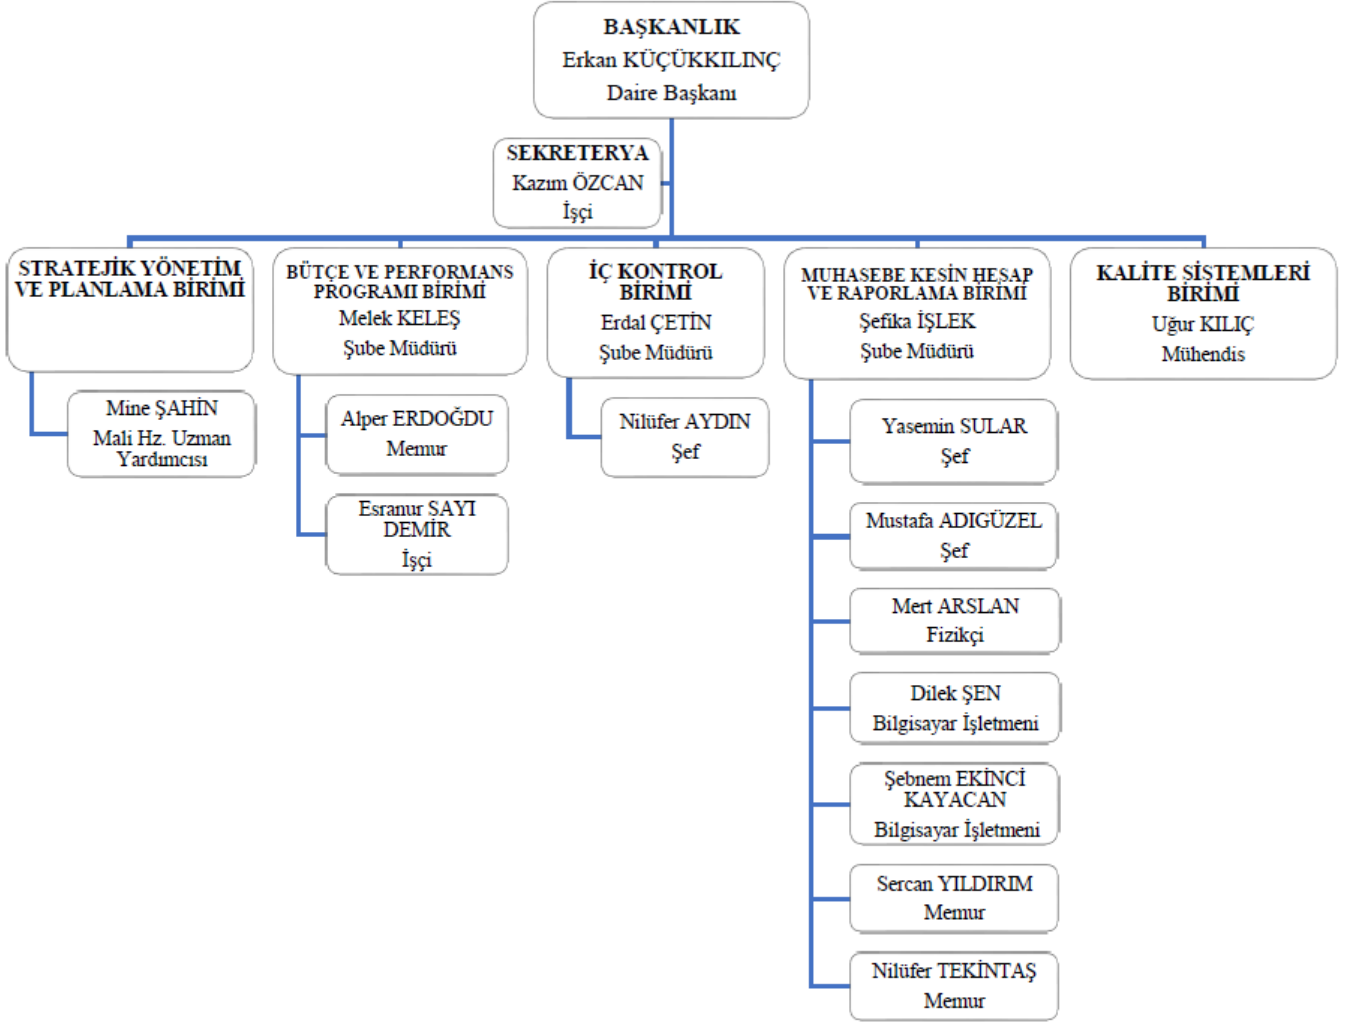 BAŞKANLIK
Erkan KÜÇÜKKILINÇ
Daire Başkanı
SEKRETERYA
Kazım ÖZCAN
İşçi
STRATEJİK YÖNETİM
VE PLANLAMA BİRİMİ
Mine ŞAHİN
Mali Hz. Uzman
Yardımcısı
BÜTÇE VE PERFORMANS
PROGRAMI BİRİMİ
Melek KELEŞ
Şube Müdürü
Alper ERDOĞDU
Memur
Esranur SAYI
DEMİR
İşçi
İÇ KONTROL
BİRİMİ
Erdal ÇETİN
Şube Müdürü
Nilüfer AYDIN
Şef
MUHASEBE KESİN HESAP
VE RAPORLAMA BİRİMİ
Şefika İŞLEK
Şube Müdürü
Yasemin SULAR
Şef
Mustafa ADIGÜZEL
Şef
Mert ARSLAN
Fizikçi
Dilek ŞEN
Bilgisayar İşletmeni
Şebnem EKİNCİ
KAYACAN
Bilgisayar İşletmeni
Sercan YILDIRIM
Memur
Nilüfer TEKİNTAŞ
Memur
KALİTE SİSTEMLERİ
BİRİMİ
Uğur KILIÇ
Mühendis